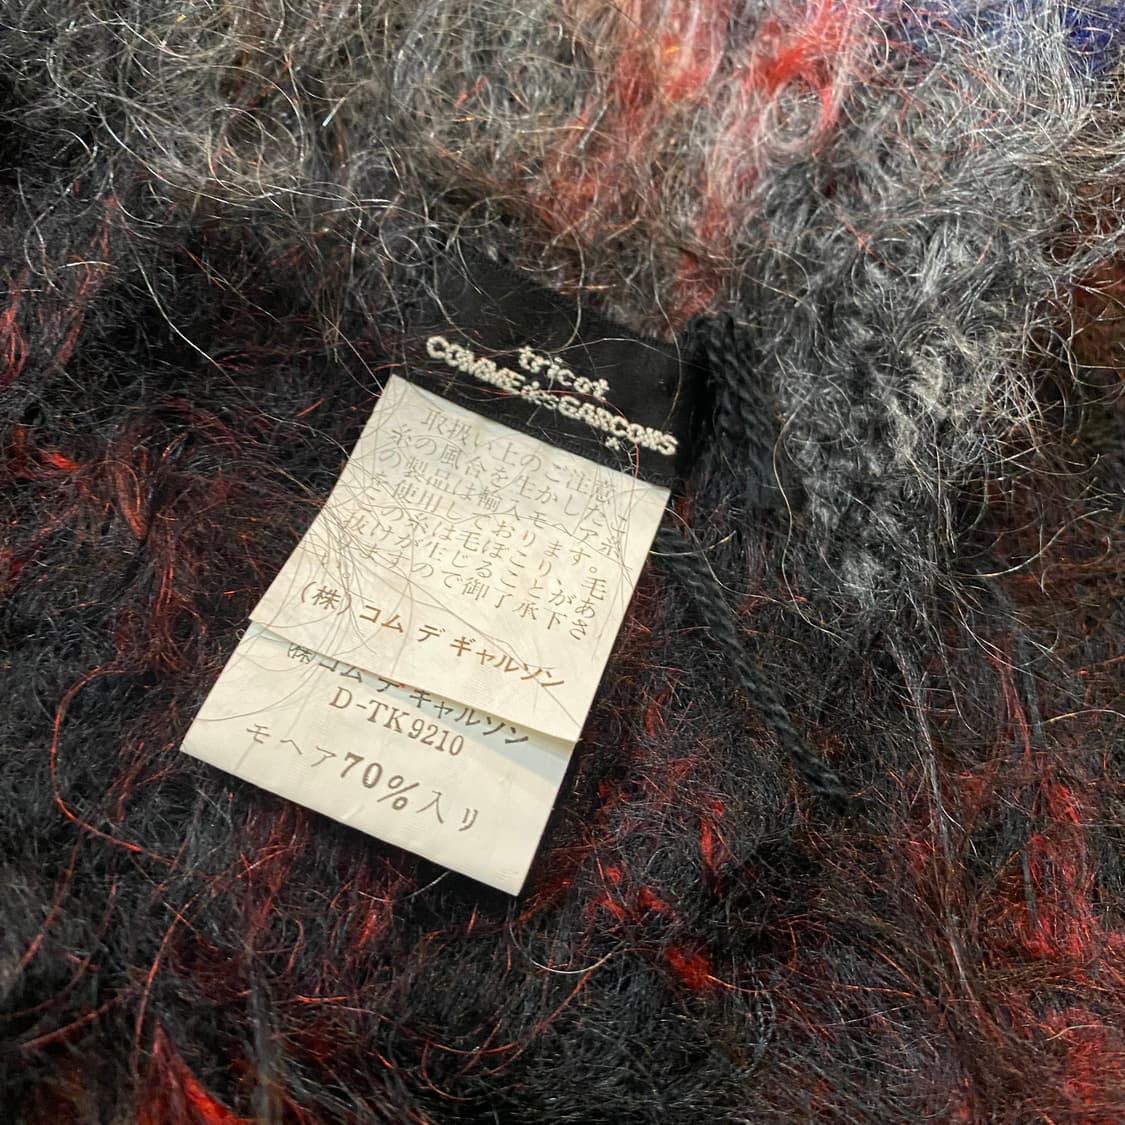 tricot
COMME des GARÇONS
取扱い上のご注意
糸の風合を生かしたこ
の製品は輸入モヘア糸
を使用しております。
この糸は毛ぼこり、毛
抜けが生じることがあ
りますので御了承下さ
い。
(株)コム デ ギャルソン
(株)コム デ ギャルソン
D-TK9210
モヘア70%入リ